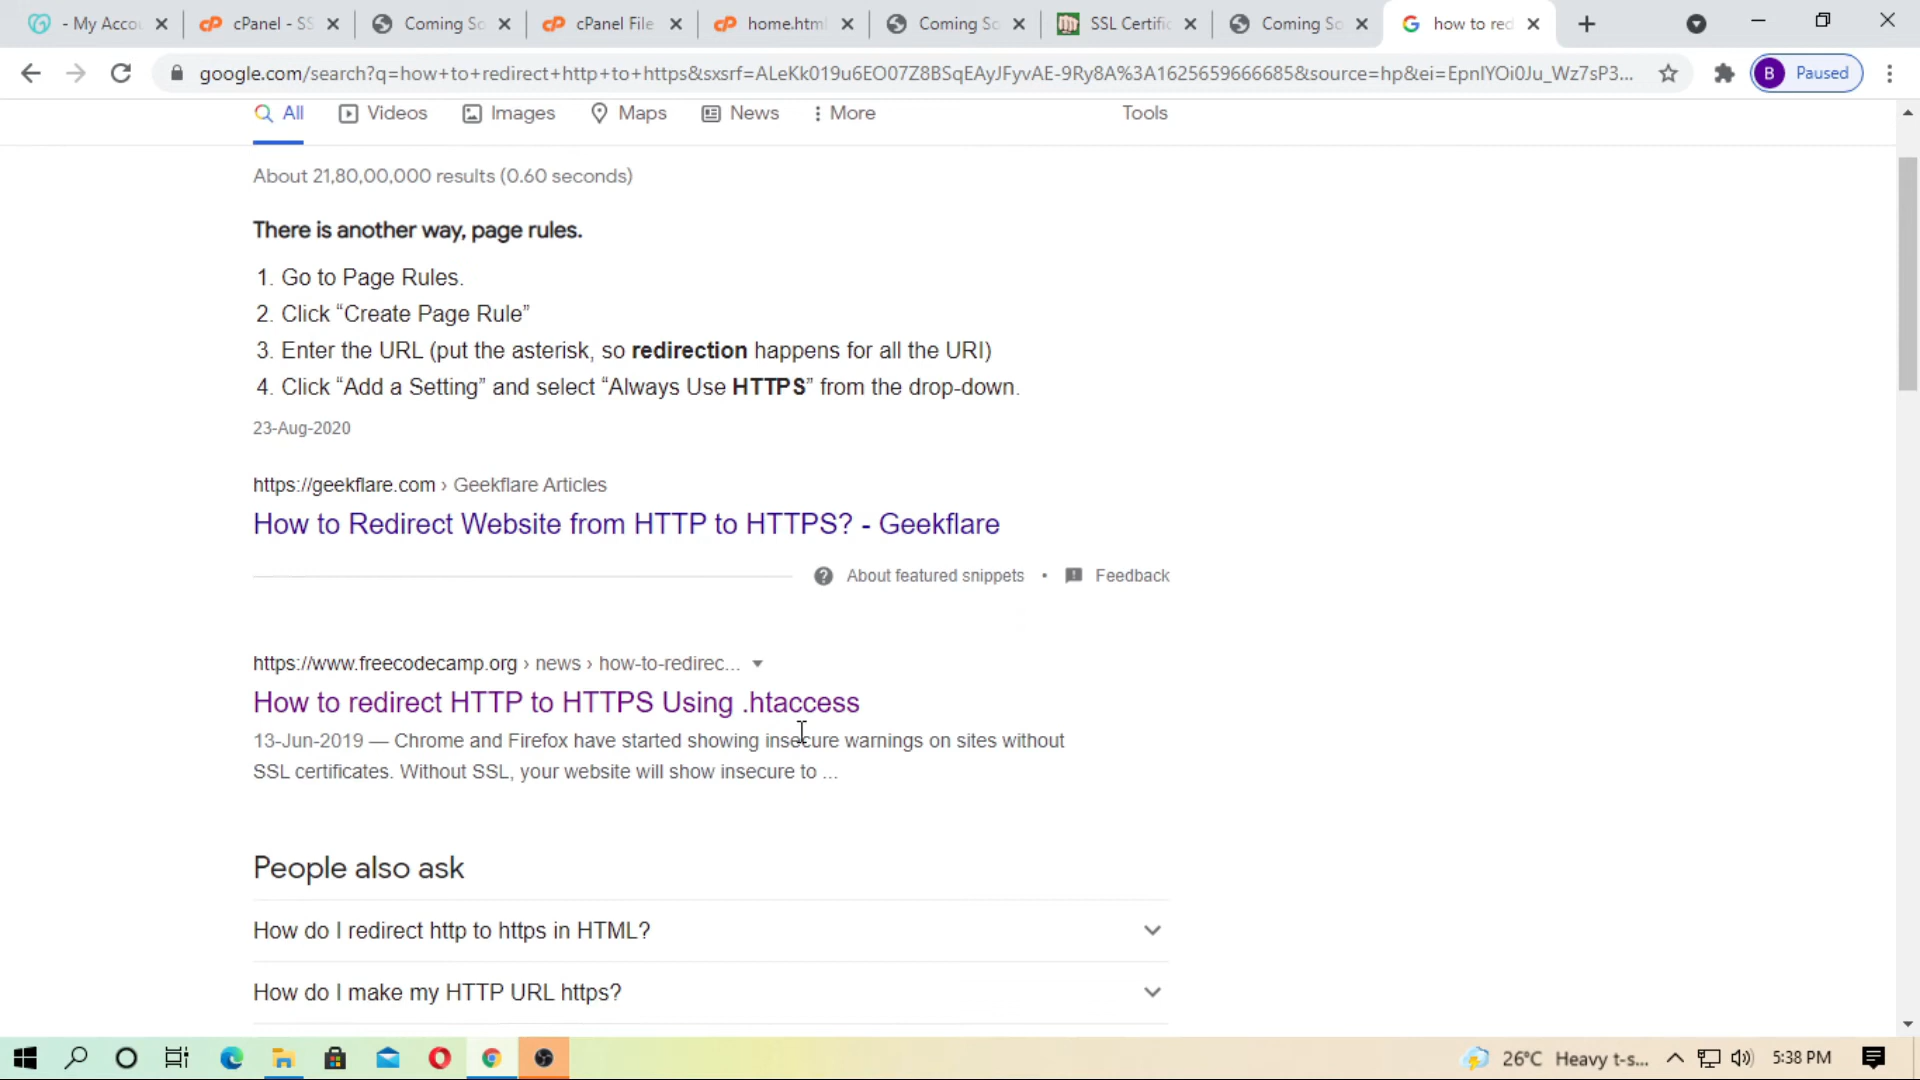 - My Acco
cPanel - SS
Coming So
cPanel File
home.htm
Coming So
SSL Certific
Coming So
how to red
google.com/search?q=how+to+redirect+http+to+https&sxsrf=ALeKk019u6EO07Z8BSqEAyJFyvAE-9Ry8A%3A1625659666685&source=hp&ei=EpnlYOi0Ju_Wz7sP3...
B Paused
All
Videos
Images
Maps
News
More
Tools
About 21,80,00,000 results (0.60 seconds)
There is another way, page rules.
1. Go to Page Rules.
2. Click “Create Page Rule”
3. Enter the URL (put the asterisk, so redirection happens for all the URI)
4. Click “Add a Setting” and select “Always Use HTTPS” from the drop-down.
23-Aug-2020
https://geekflare.com › Geekflare Articles
How to Redirect Website from HTTP to HTTPS? - Geekflare
About featured snippets • Feedback
https://www.freecodecamp.org › news › how-to-redirec...
How to redirect HTTP to HTTPS Using .htaccess
13-Jun-2019 — Chrome and Firefox have started showing insecure warnings on sites without
SSL certificates. Without SSL, your website will show insecure to ...
People also ask
How do I redirect http to https in HTML?
How do I make my HTTP URL https?
26°C Heavy t-s...
5:38 PM